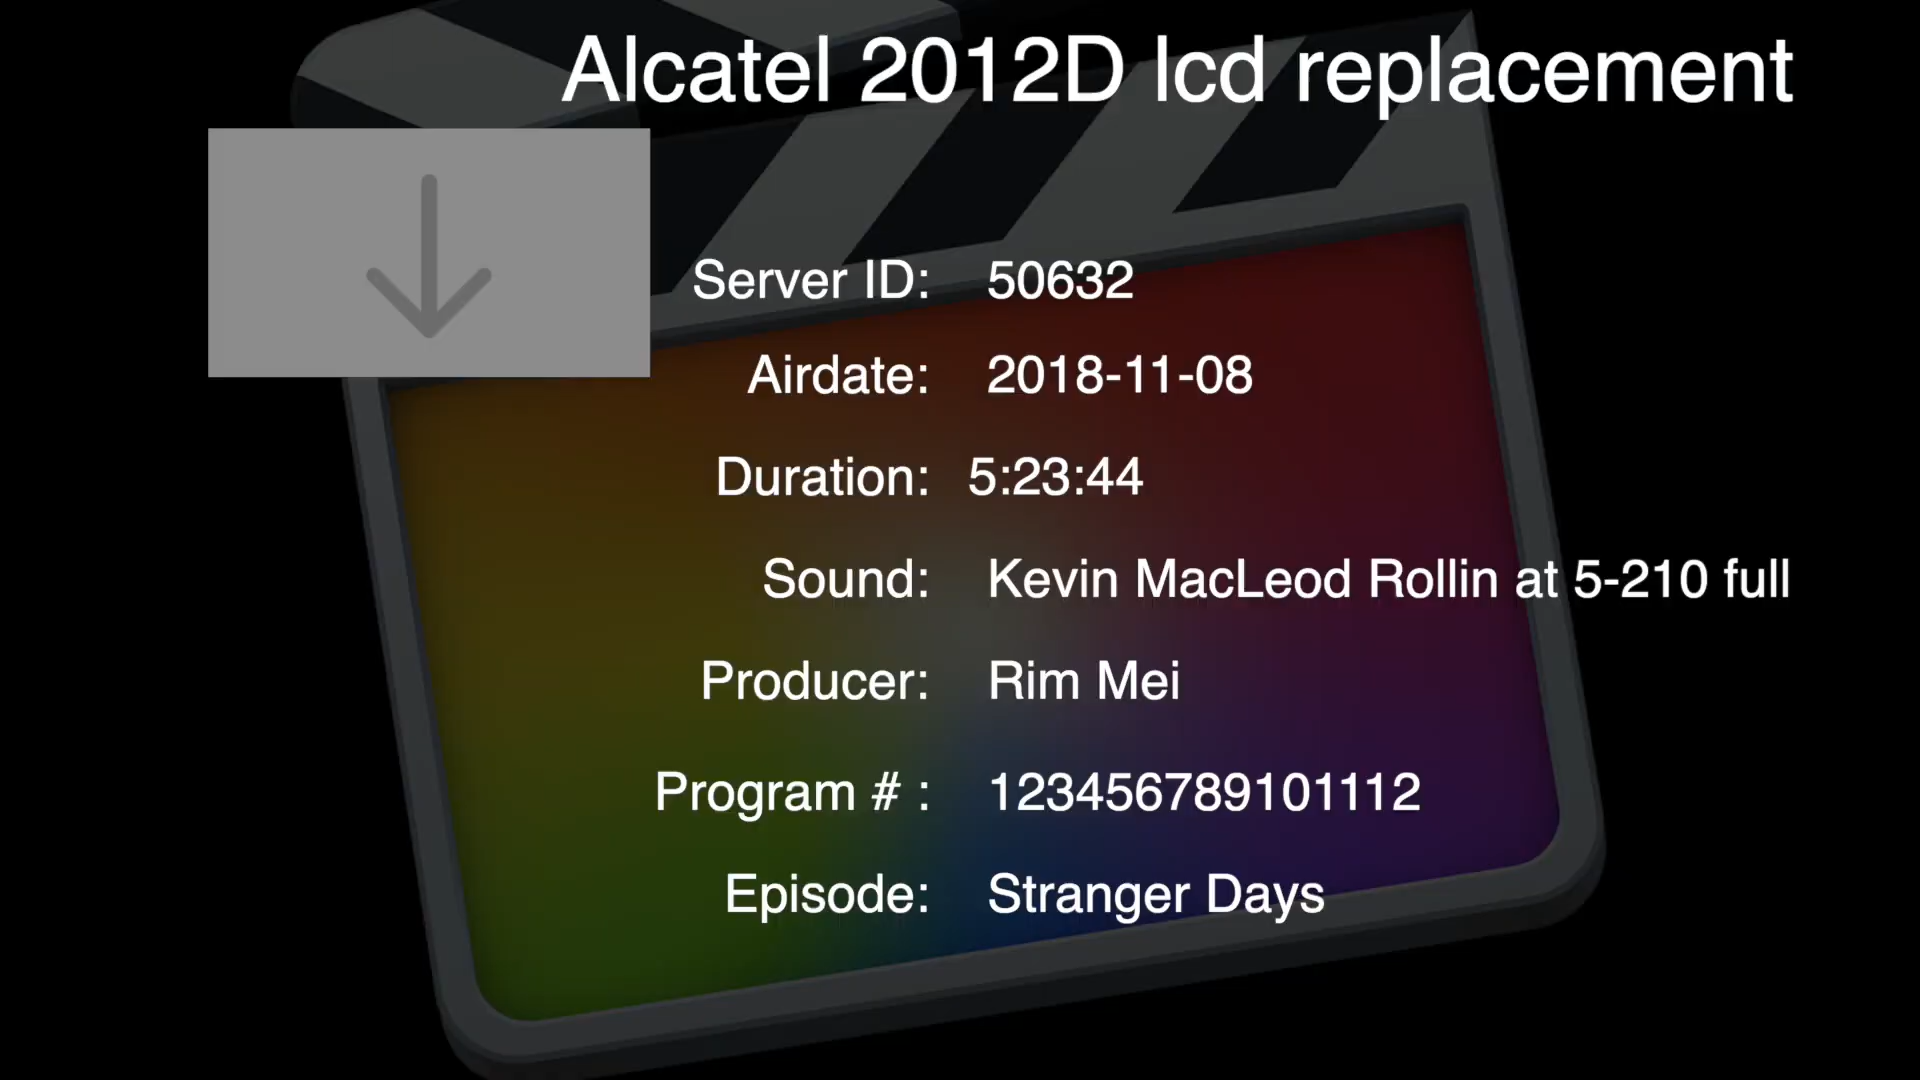 Alcatel 2012D lcd replacement
Server ID: 50632
Airdate: 2018-11-08
Duration: 5:23:44
Sound: Kevin MacLeod Rollin at 5-210 full
Producer: Rim Mei
Program # : 123456789101112
Episode: Stranger Days